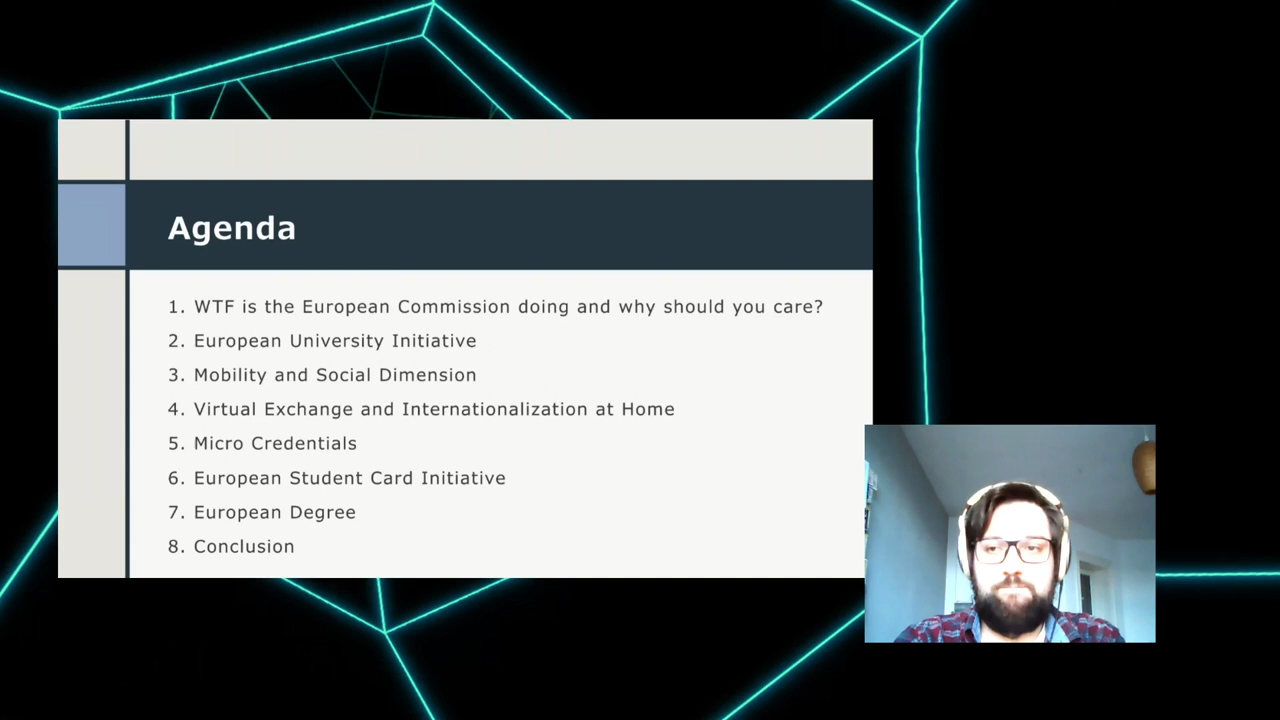 Agenda
1. WTF is the European Commission doing and why should you care?
2. European University Initiative
3. Mobility and Social Dimension
4. Virtual Exchange and Internationalization at Home
5. Micro Credentials
6. European Student Card Initiative
7. European Degree
8. Conclusion